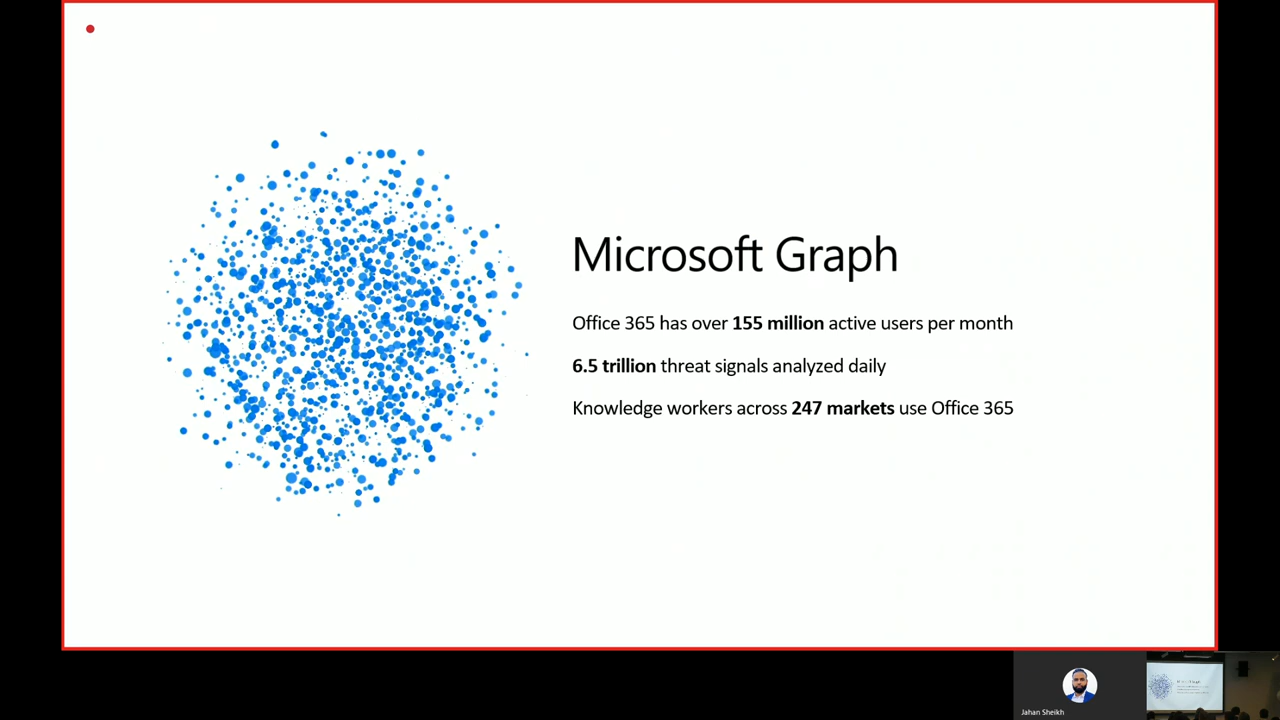 Microsoft Graph
Office 365 has over 155 million active users per month
6.5 trillion threat signals analyzed daily
Knowledge workers across 247 markets use Office 365
Jahan Sheikh